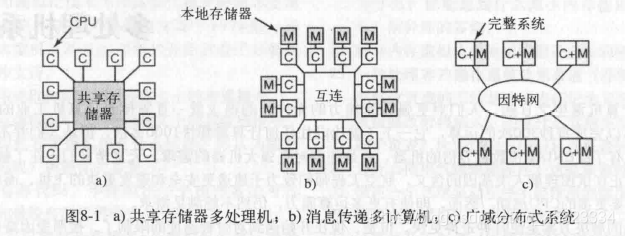 CPU
本地存储器
完整系统
C C C C
M M M M
C C C C
C+M C+M C+M
C
共享存
储器
C
M C
互连
C M
因特网
C
C
M C
C M
C C C C
C C C C
M M M M
C+M C+M C+M
a)
b)
c)
图8-1 a) 共享存储器多处理机；b) 消息传递多计算机；c) 广域分布式系统